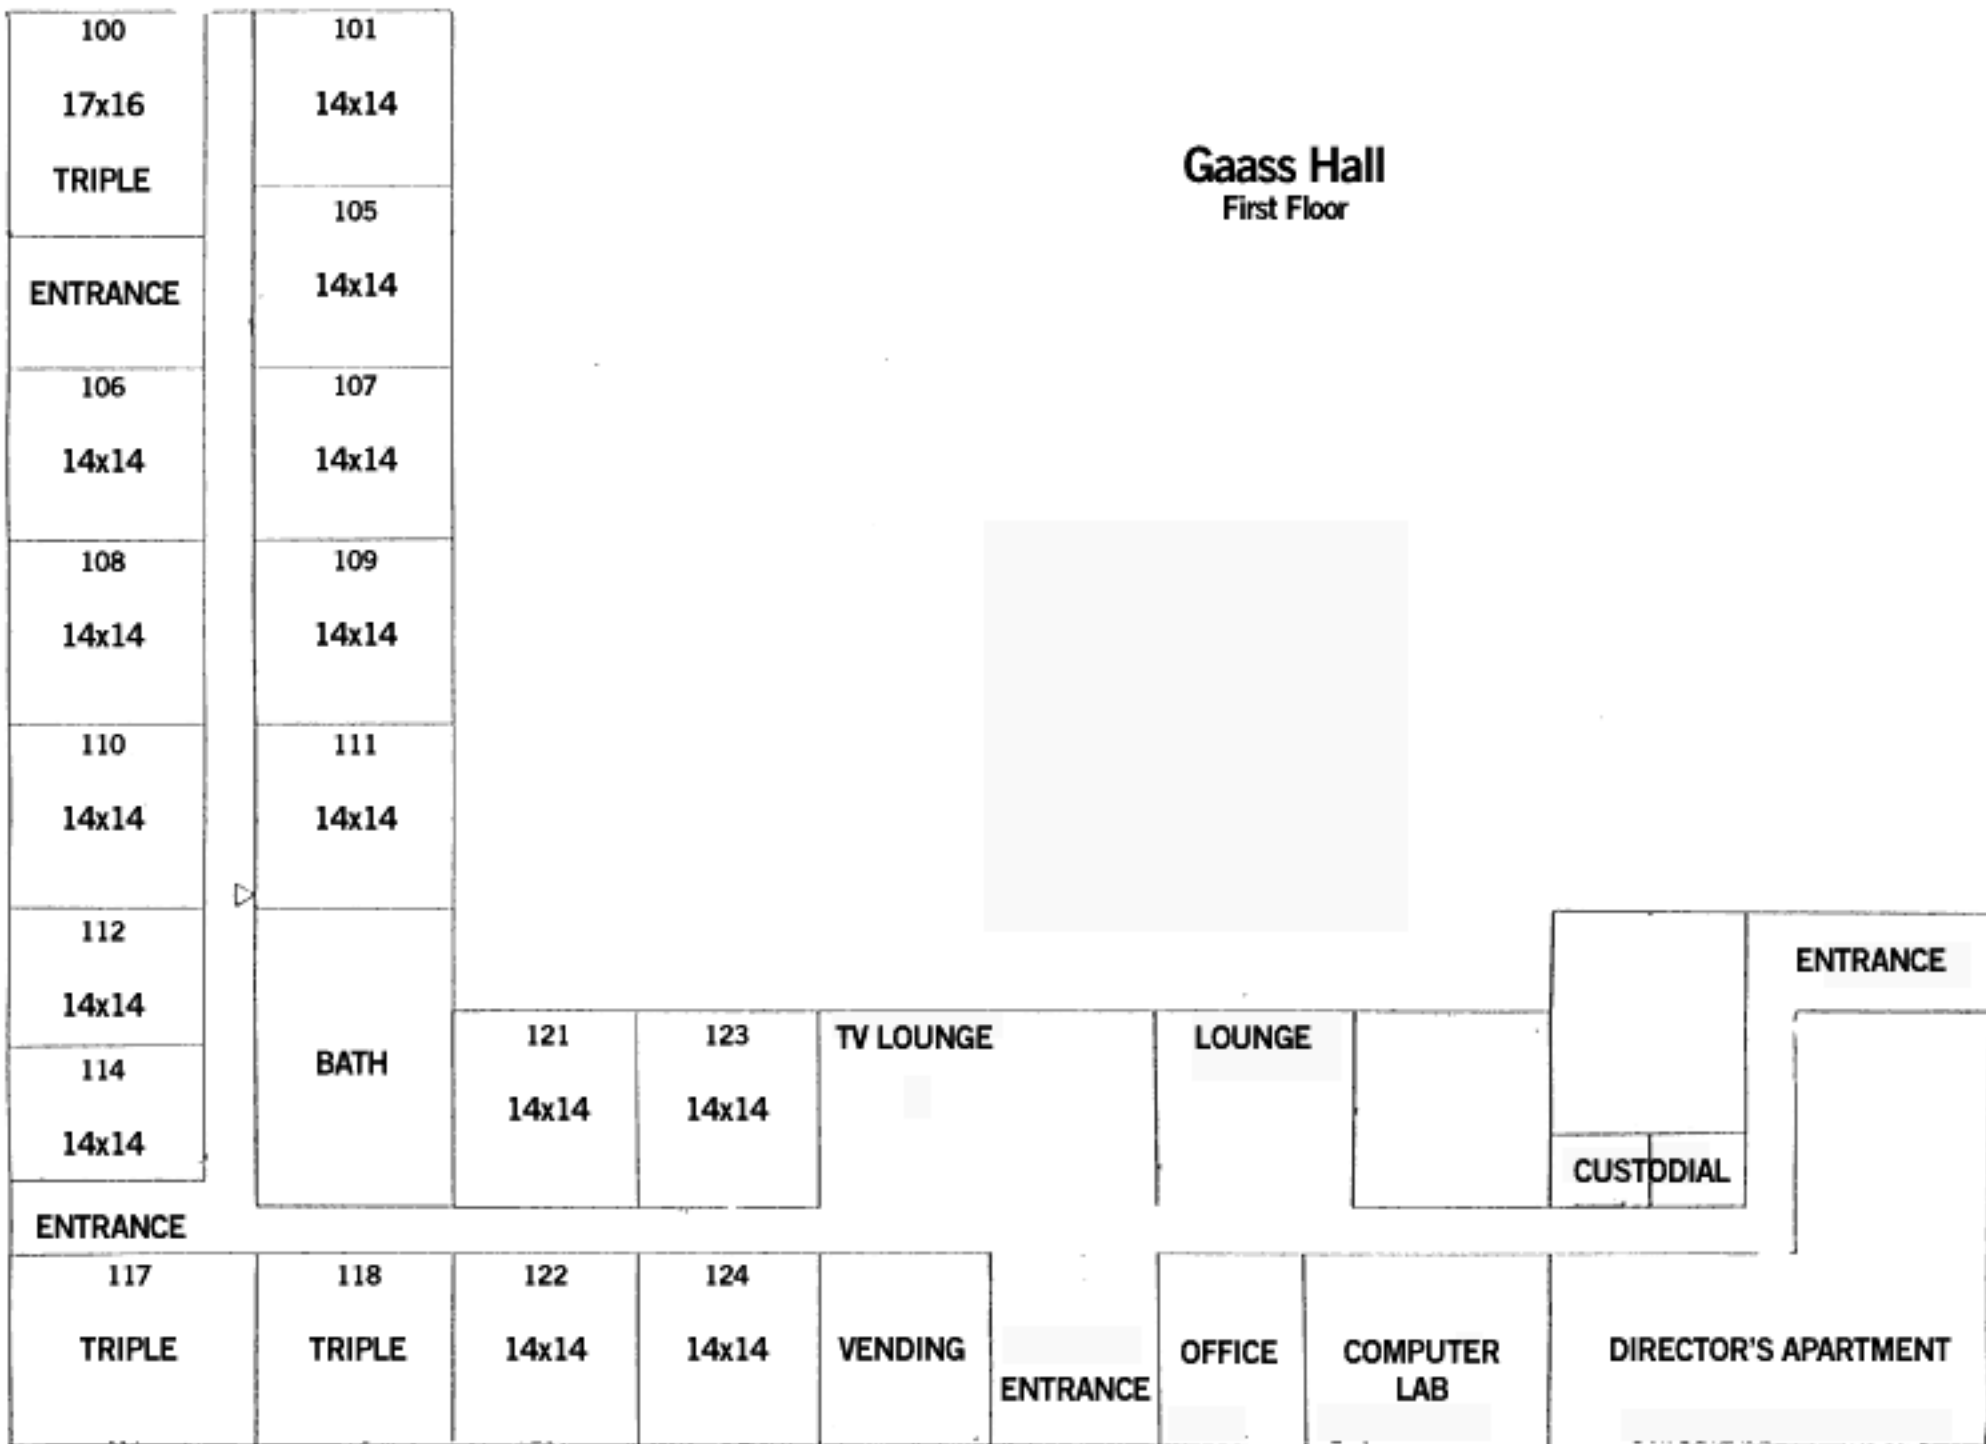 Gaass Hall
First Floor
100
17x16
TRIPLE
101
14x14
105
14x14
ENTRANCE
106
14x14
107
14x14
108
14x14
109
14x14
110
14x14
111
14x14
112
14x14
114
14x14
BATH
121
14x14
123
14x14
TV LOUNGE
LOUNGE
ENTRANCE
CUSTODIAL
ENTRANCE
117
TRIPLE
118
TRIPLE
122
14x14
124
14x14
VENDING
ENTRANCE
OFFICE
COMPUTER
LAB
DIRECTOR'S APARTMENT